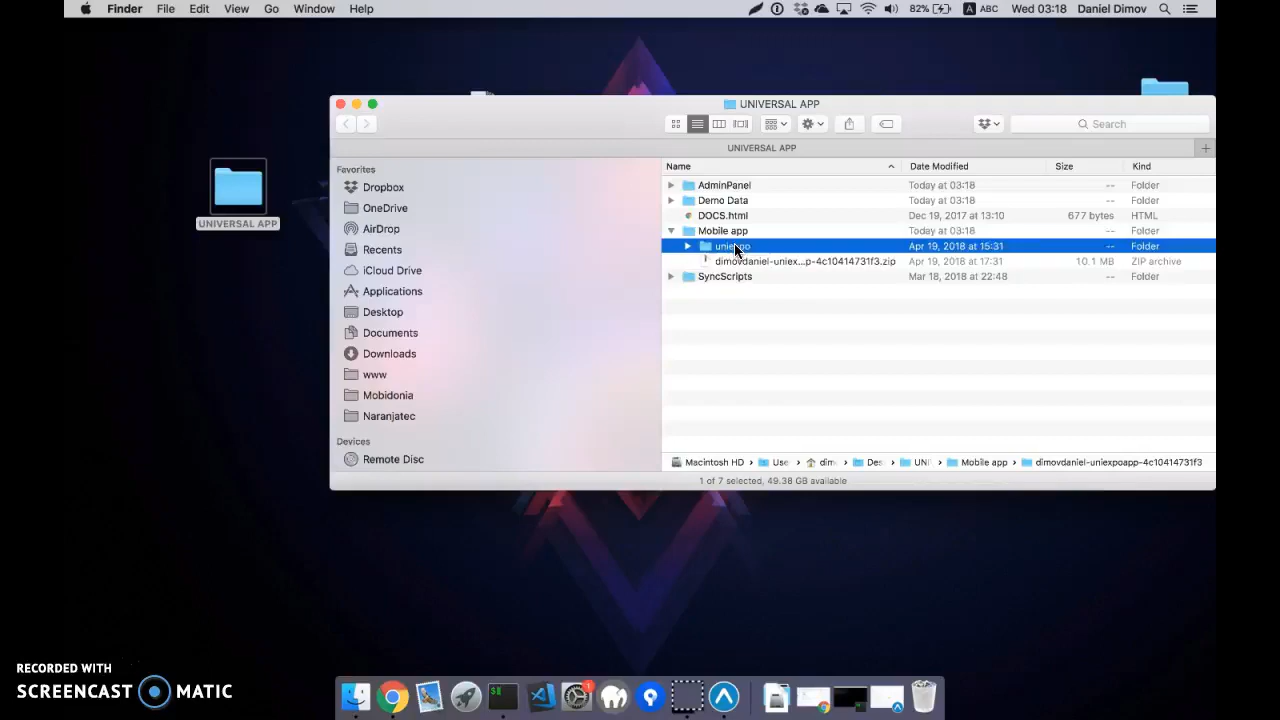 Finder File Edit View Go Window Help 82% A ABC Wed 03:18 Daniel Dimov
UNIVERSAL APP
Search
UNIVERSAL APP
Name Date Modified Size Kind
Favorites
Dropbox
OneDrive
AirDrop
Recents
iCloud Drive
Applications
Desktop
Documents
Downloads
www
Mobidonia
Naranjatec
Devices
Remote Disc
AdminPanel Today at 03:18 -- Folder
Demo Data Today at 03:18 -- Folder
DOCS.html Dec 19, 2017 at 13:10 677 bytes HTML
Mobile app Today at 03:18 -- Folder
Apr 19, 2018 at 15:31 -- Folder
dimovdaniel-uniex...p-4c10414731f3.zip Apr 19, 2018 at 17:31 10.1 MB ZIP archive
SyncScripts Mar 18, 2018 at 22:48 -- Folder
Macintosh HD › Use › dim › Des › UNI › Mobile app › dimovdaniel-uniexpoapp-4c10414731f3
1 of 7 selected, 49.38 GB available
UNIVERSAL APP
RECORDED WITH
SCREENCAST MATIC